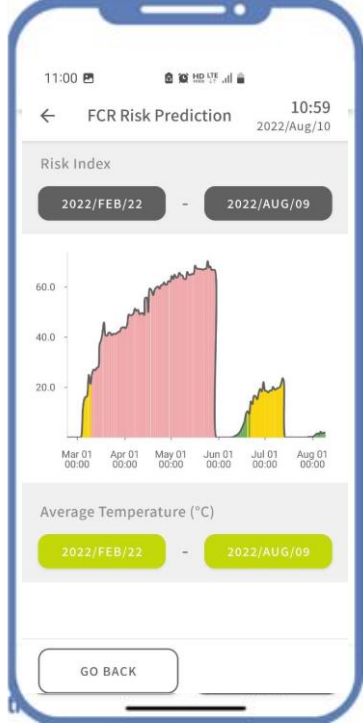 11:00 HD LTE
FCR Risk Prediction 10:59
2022/Aug/10
Risk Index
2022/FEB/22 - 2022/AUG/09
60.0
40.0
20.0
Mar 01 Apr 01 May 01 Jun 01 Jul 01 Aug 01
00:00 00:00 00:00 00:00 00:00 00:00
Average Temperature (°C)
2022/FEB/22 - 2022/AUG/09
GO BACK